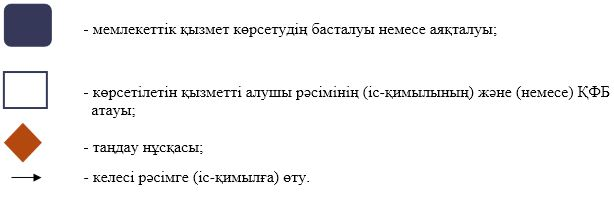 - мемлекеттік қызмет көрсетудің басталуы немесе аяқталуы;
- көрсетілетін қызметті алушы рәсімінің (іс-қимылының) және (немесе) ҚФБ
атауы;
- таңдау нұсқасы;
- келесі рәсімге (іс-қимылға) өту.